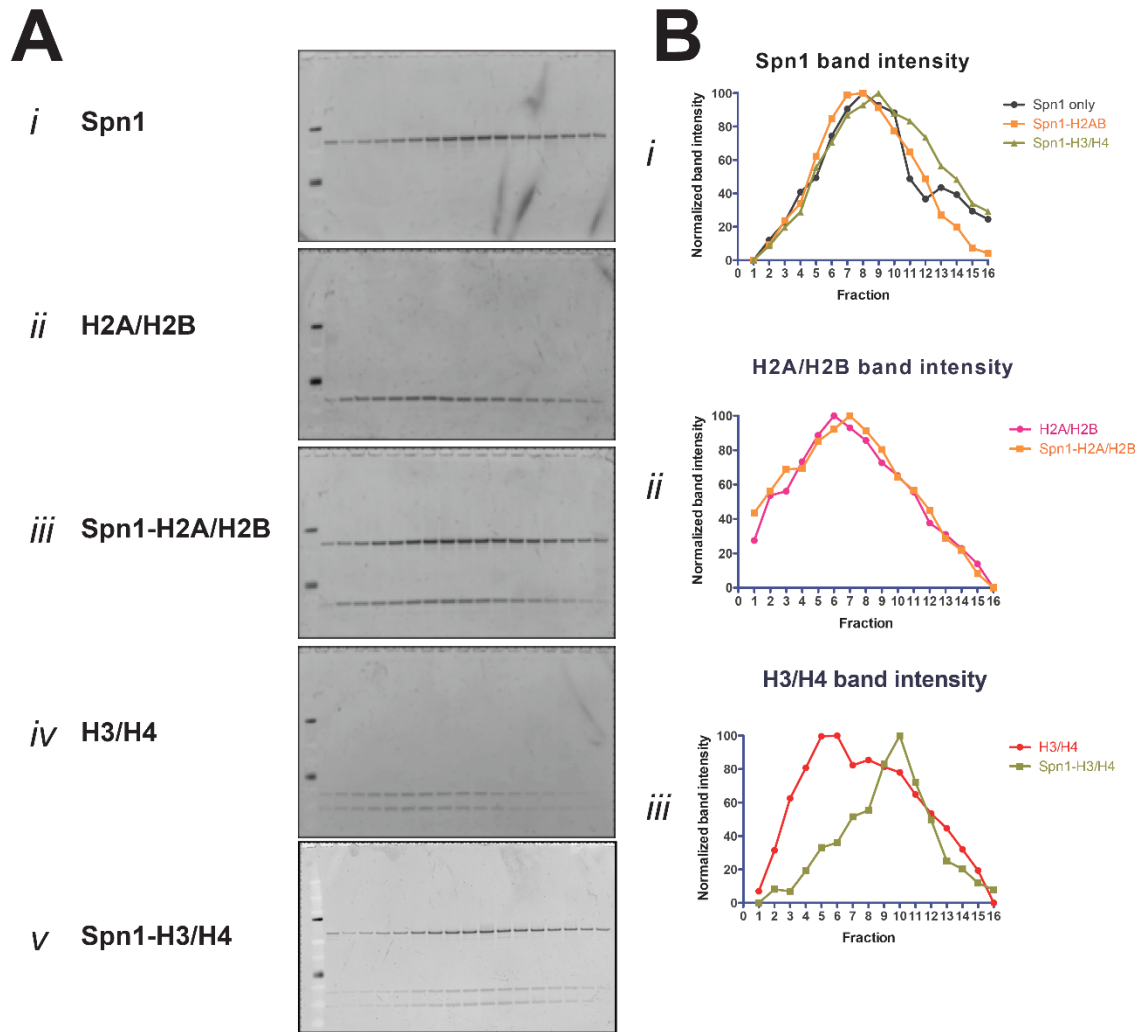 A
i Spn1
ii H2A/H2B
iii Spn1-H2A/H2B
iv H3/H4
v Spn1-H3/H4
B
Spn1 band intensity
i
Normalized band intensity
100
80
60
40
20
0
0 1 2 3 4 5 6 7 8 9 10 11 12 13 14 15 16
Fraction
Spn1 only
Spn1-H2AB
Spn1-H3/H4
H2A/H2B band intensity
ii
Normalized band intensity
100
80
60
40
20
0
0 1 2 3 4 5 6 7 8 9 10 11 12 13 14 15 16
Fraction
H2A/H2B
Spn1-H2A/H2B
H3/H4 band intensity
iii
Normalized band intensity
100
80
60
40
20
0
0 1 2 3 4 5 6 7 8 9 10 11 12 13 14 15 16
Fraction
H3/H4
Spn1-H3/H4